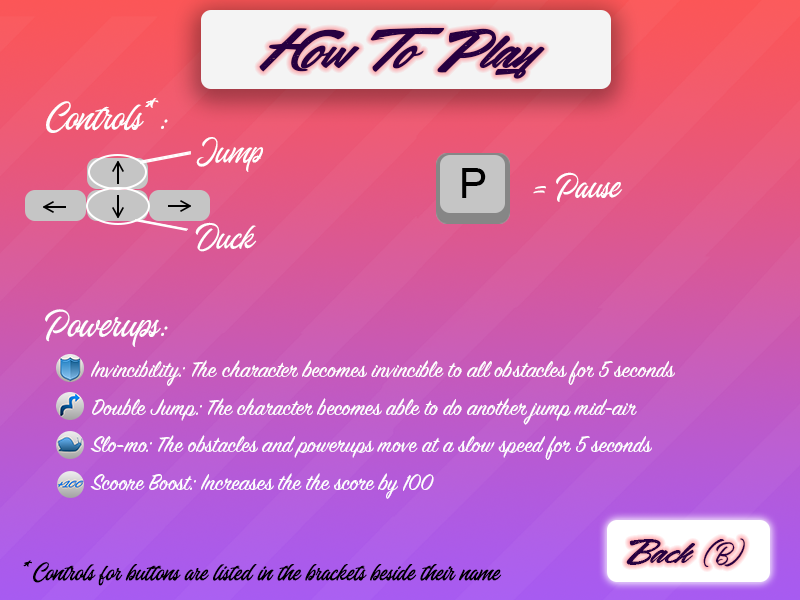 How To Play
Controls*:
Jump
Duck
P
= Pause
Powerups:
Invincibility: The character becomes invincible to all obstacles for 5 seconds
Double Jump: The character becomes able to do another jump mid-air
Slo-mo: The obstacles and powerups move at a slow speed for 5 seconds
+100
Scoore Boost: Increases the the score by 100
Back (B)
* Controls for buttons are listed in the brackets beside their name